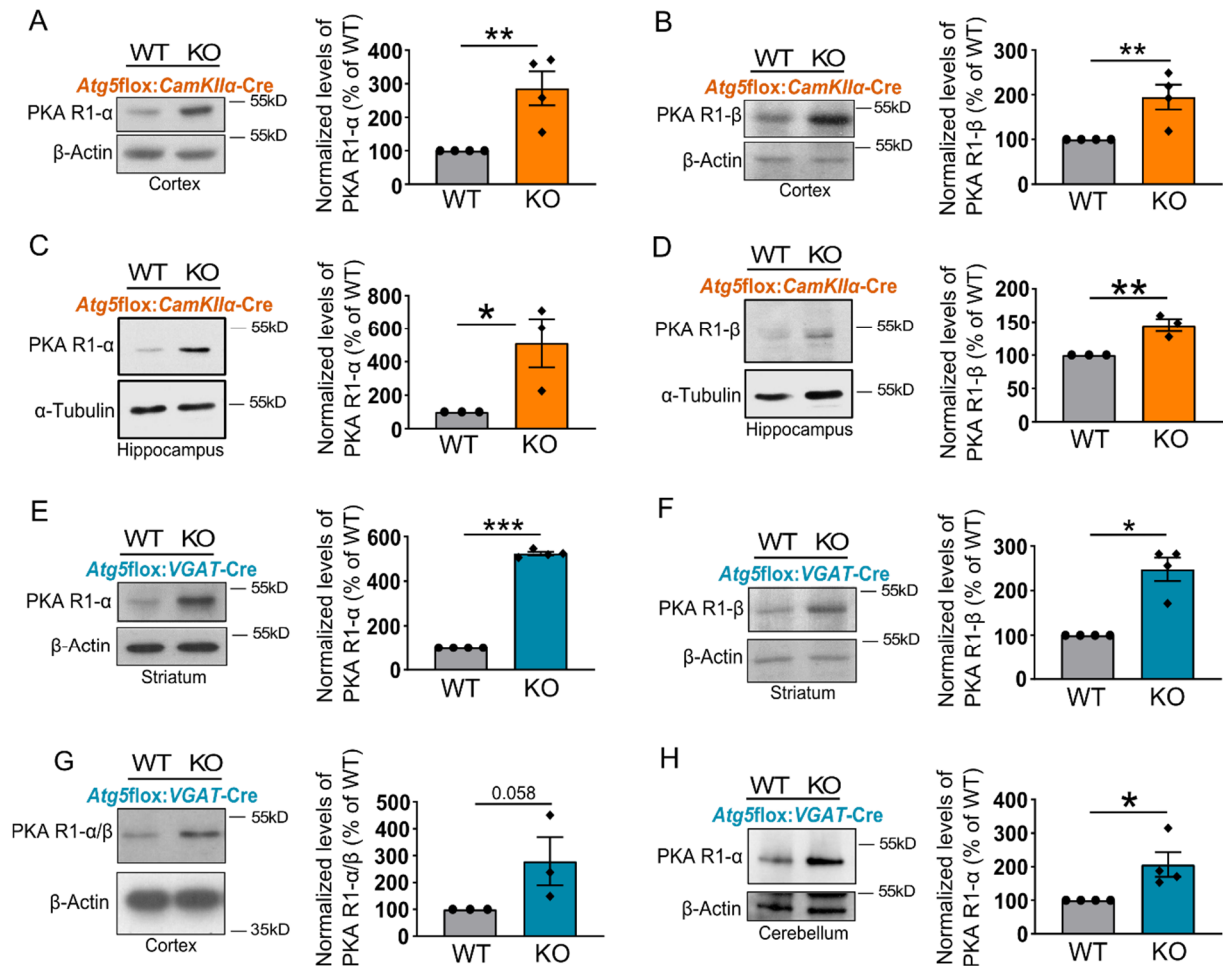 A
WT KO
Atg5flox:CamKIIα-Cre
PKA R1-α
55kD
55kD
β-Actin
Cortex
Normalized levels of
PKA R1-α (% of WT)
400
300
200
100
0
**
WT KO
B
WT KO
Atg5flox:CamKIIα-Cre
PKA R1-β
55kD
55kD
β-Actin
Cortex
Normalized levels of
PKA R1-β (% of WT)
300
200
100
0
**
WT KO
C
WT KO
Atg5flox:CamKIIα-Cre
55kD
PKA R1-α
α-Tubulin
55kD
Hippocampus
Normalized levels of
PKA R1-α (% of WT)
800
600
400
200
0
*
WT KO
D
WT KO
Atg5flox:CamKIIα-Cre
PKA R1-β
55kD
α-Tubulin
55kD
Hippocampus
Normalized levels of
PKA R1-β (% of WT)
200
150
100
50
0
**
WT KO
E
WT KO
Atg5flox:VGAT-Cre
55kD
PKA R1-α
55kD
β-Actin
Striatum
Normalized levels of
PKA R1-α (% of WT)
600
400
200
0
***
WT KO
F
WT KO
Atg5flox:VGAT-Cre
55kD
PKA R1-β
55kD
β-Actin
Striatum
Normalized levels of
PKA R1-β (% of WT)
300
200
100
0
*
WT KO
G
WT KO
Atg5flox:VGAT-Cre
55kD
PKA R1-α/β
β-Actin
35kD
Cortex
Normalized levels of
PKA R1-α/β (% of WT)
500
400
300
200
100
0
0.058
WT KO
H
WT KO
Atg5flox:VGAT-Cre
55kD
PKA R1-α
55kD
β-Actin
Cerebellum
Normalized levels of
PKA R1-α (% of WT)
400
300
200
100
0
*
WT KO